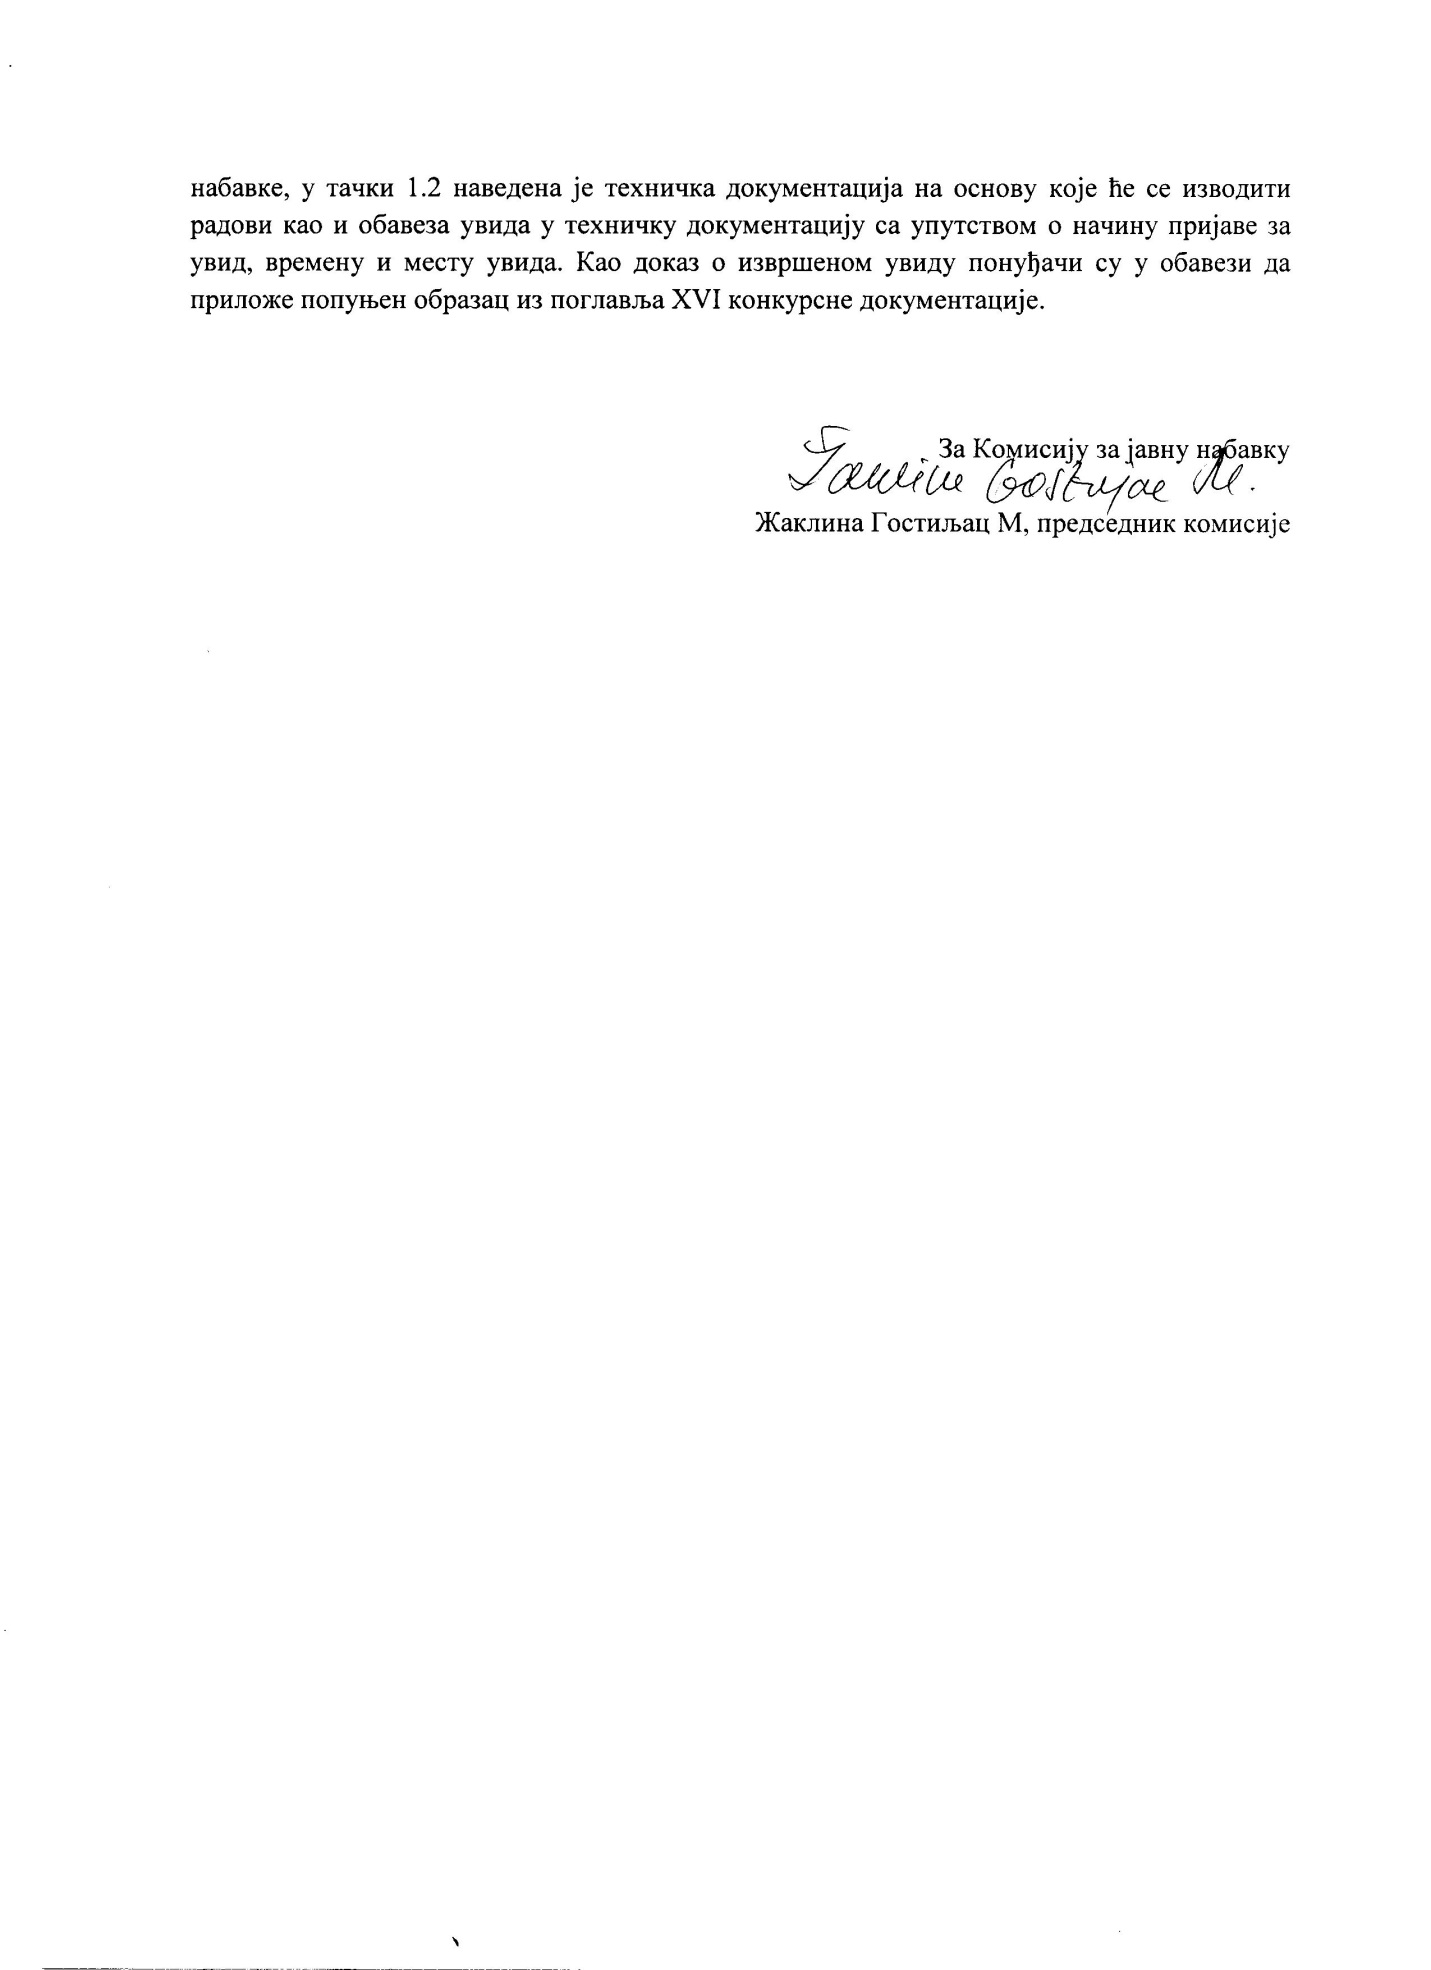 набавке, у тачки 1.2 наведена је техничка документација на основу које ће се изводити
радови као и обавеза увида у техничку документацију са упутством о начину пријаве за
увид, времену и месту увида. Као доказ о извршеном увиду понуђачи су у обавези да
приложе попуњен образац из поглавља XVI конкурсне документације.
За Комисију за јавну набавку
Жаклина Гостиљац М, председник комисије